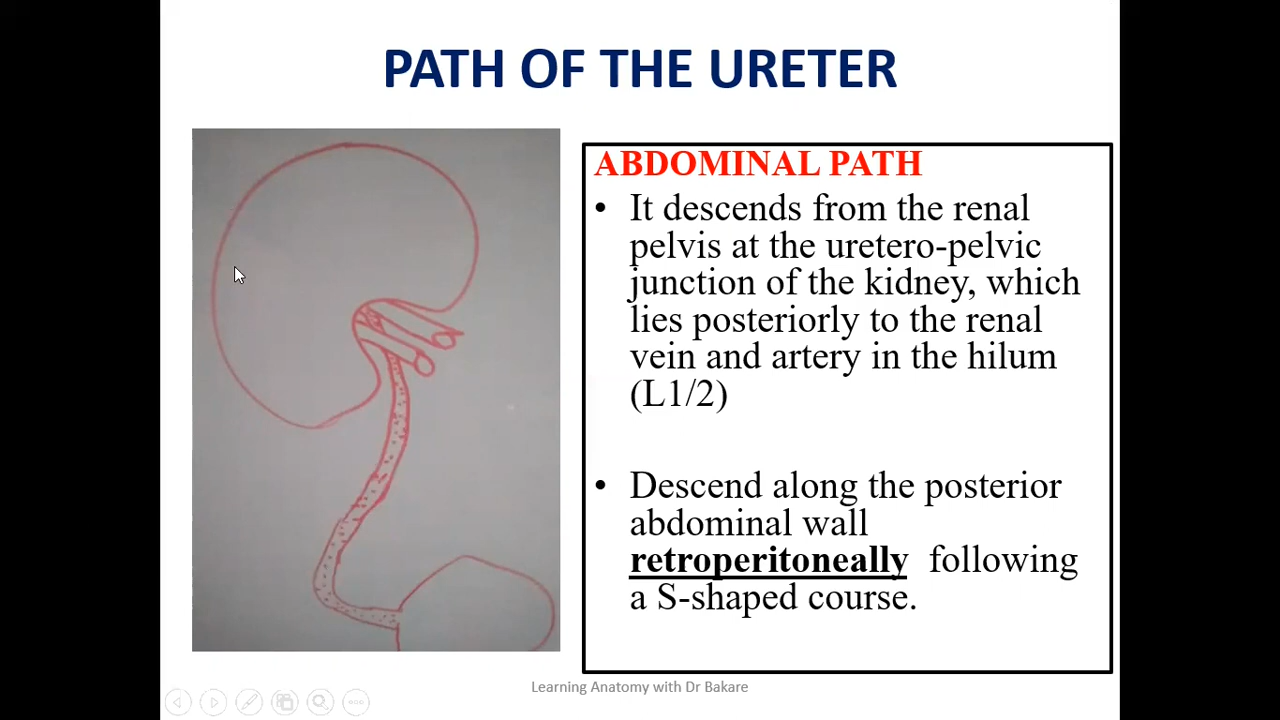 PATH OF THE URETER
ABDOMINAL PATH
• It descends from the renal
pelvis at the uretero-pelvic
junction of the kidney, which
lies posteriorly to the renal
vein and artery in the hilum
(L1/2)
• Descend along the posterior
abdominal wall
retroperitoneally following
a S-shaped course.
Learning Anatomy with Dr Bakare